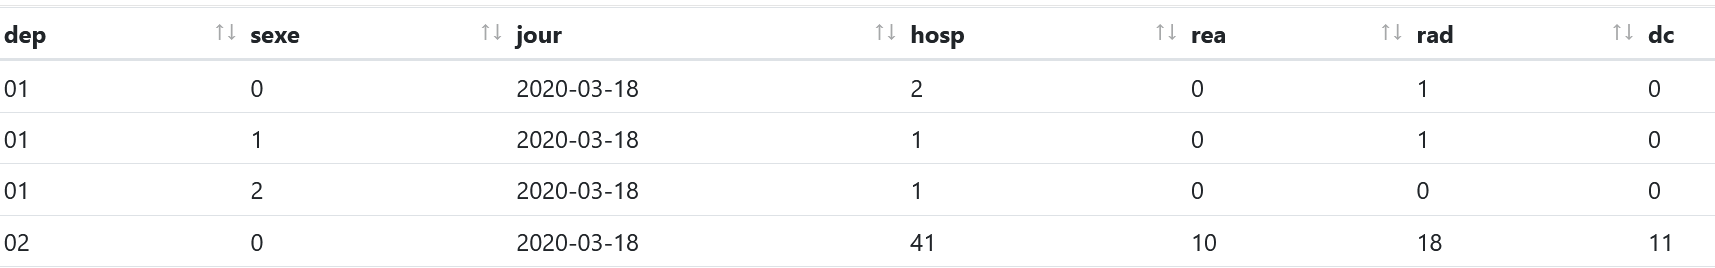 dep sexe jour hosp rea rad dc
01 0 2020-03-18 2 0 1 0
01 1 2020-03-18 1 0 1 0
01 2 2020-03-18 1 0 0 0
02 0 2020-03-18 41 10 18 11